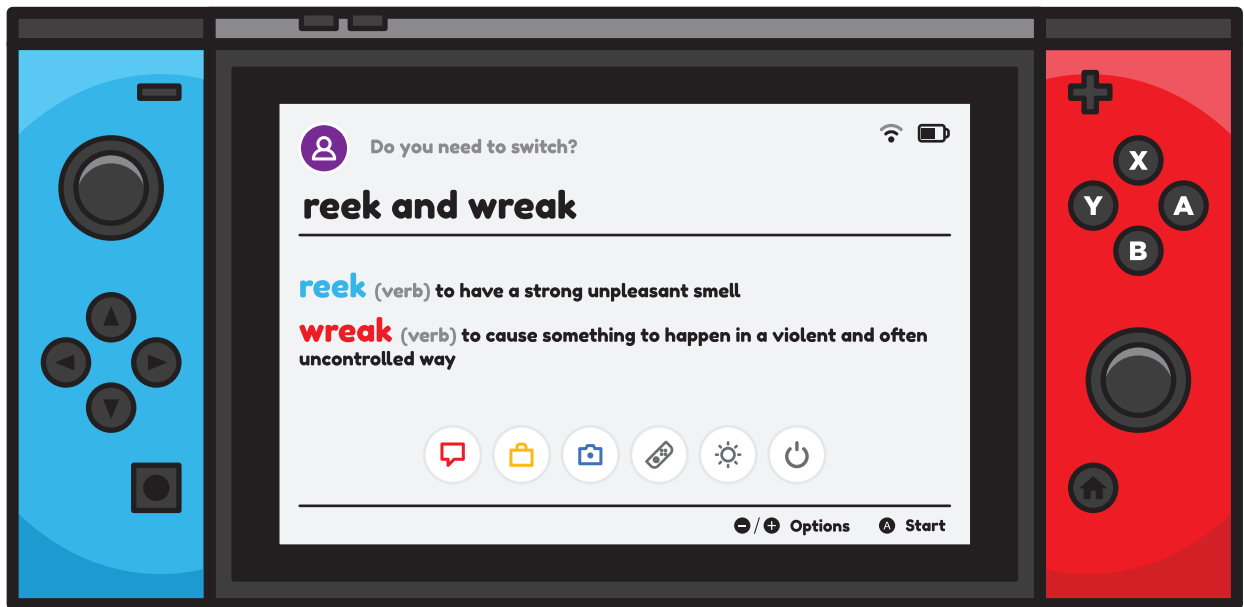 Do you need to switch?
reek and wreak
reek (verb) to have a strong unpleasant smell
wreak (verb) to cause something to happen in a violent and often
uncontrolled way
X
Y
A
B
/ Options
A Start